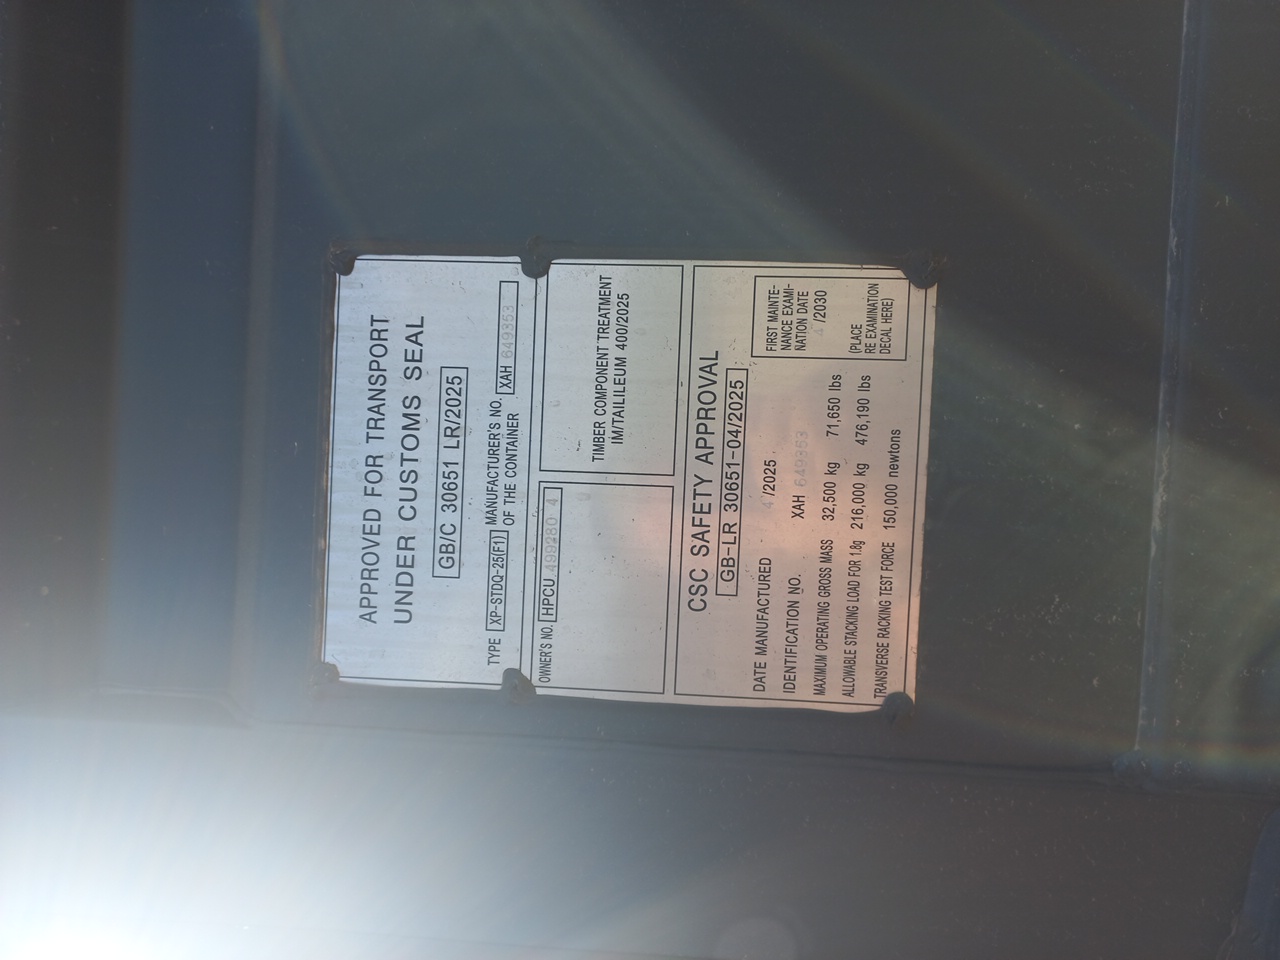 APPROVED FOR TRANSPORT
UNDER CUSTOMS SEAL
GB/C 30651 LR/2025
TYPE XP-STDQ-25(F1) MANUFACTURER'S NO. OF THE CONTAINER XAH 649353
OWNER'S NO. HPCU 499280 4
TIMBER COMPONENT TREATMENT
IM/TAILILEUM 400/2025
CSC SAFETY APPROVAL
GB-LR 30651-04/2025
DATE MANUFACTURED 4 /2025
IDENTIFICATION NO. XAH 649353
MAXIMUM OPERATING GROSS MASS 32,500 kg 71,650 lbs
ALLOWABLE STACKING LOAD FOR 1.8g 216,000 kg 476,190 lbs
TRANSVERSE RACKING TEST FORCE 150,000 newtons
FIRST MAINTE-
NANCE EXAMI-
NATION DATE
/2030
(PLACE
RE EXAMINATION
DECAL HERE)